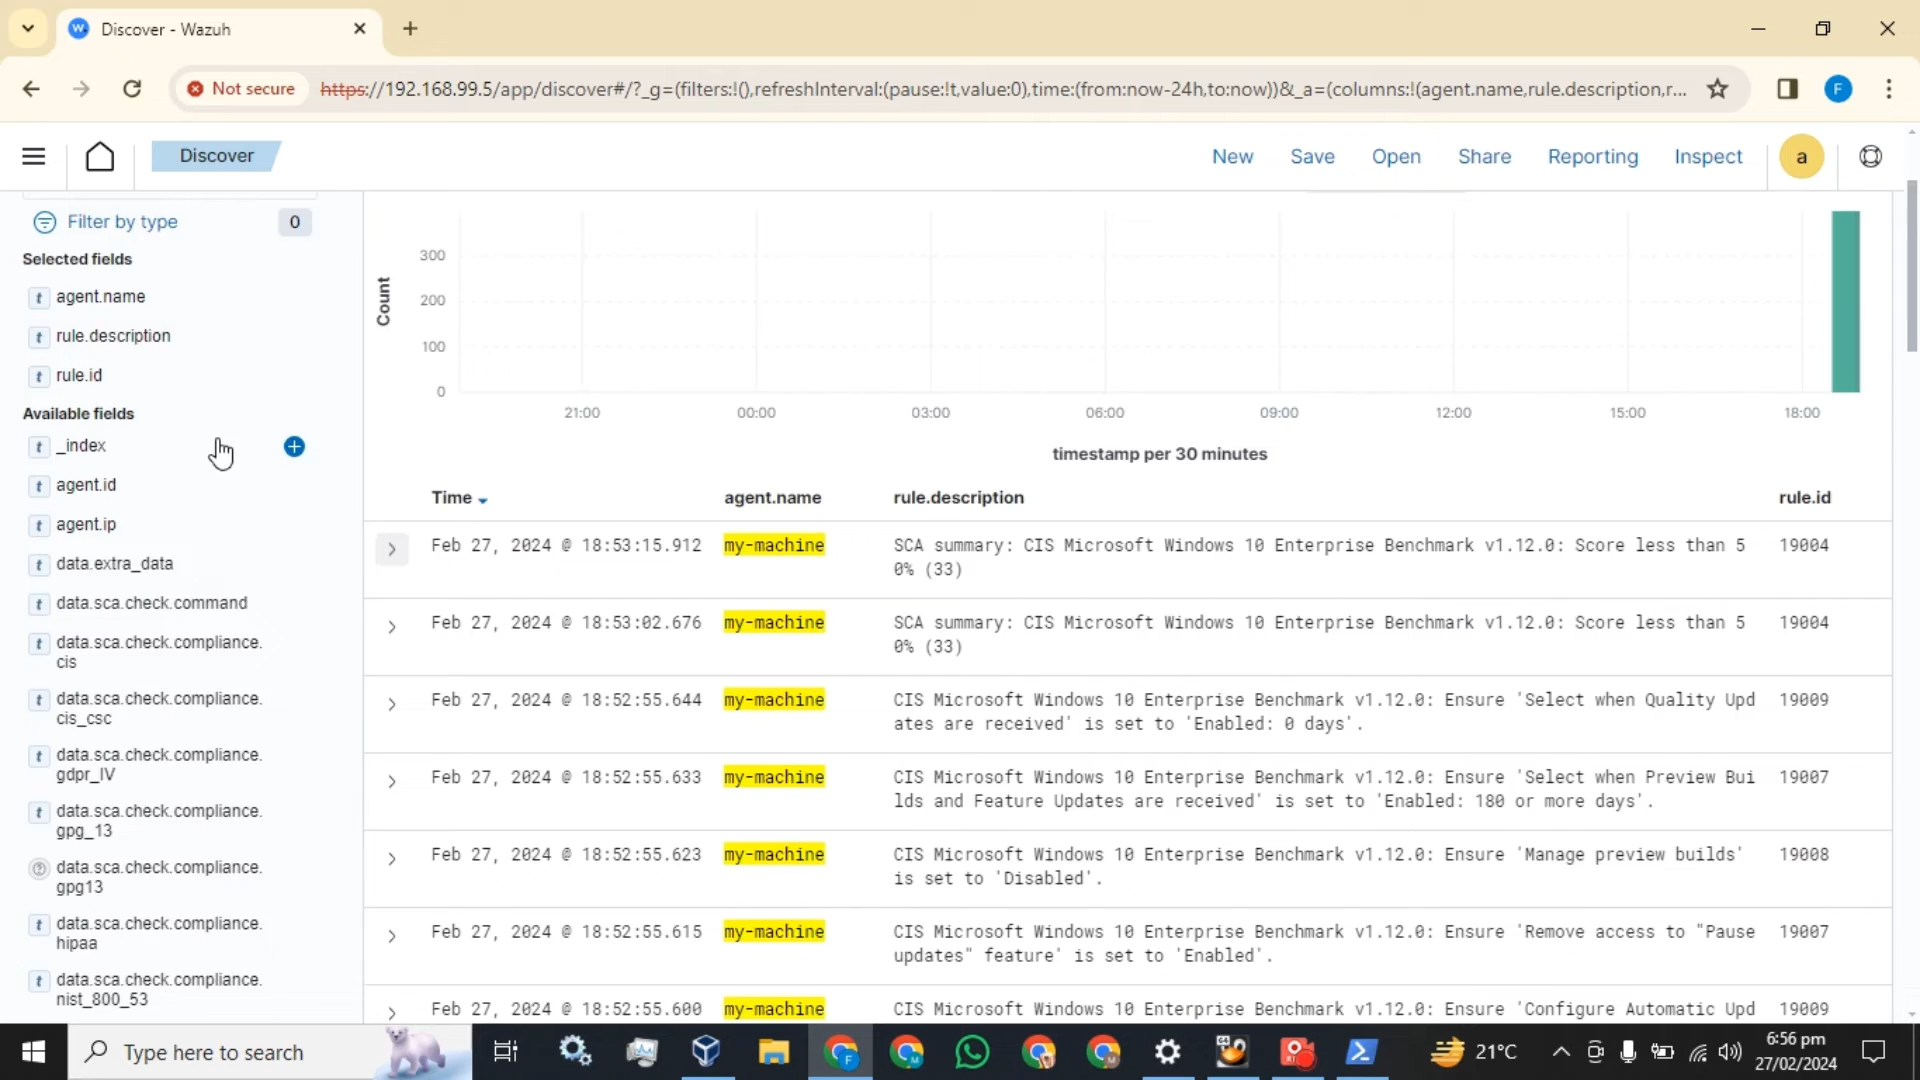 Discover - Wazuh
Not secure
https://192.168.99.5/app/discover#/?_g=(filters:!(),refreshInterval:(pause:!t,value:0),time:(from:now-24h,to:now))&_a=(columns:!(agent.name,rule.description,r...
F
Discover
New
Save
Open
Share
Reporting
Inspect
a
Filter by type
0
Selected fields
t agent.name
t rule.description
t rule.id
Available fields
t _index
t agent.id
t agent.ip
t data.extra_data
t data.sca.check.command
t data.sca.check.compliance.
cis
t data.sca.check.compliance.
cis_csc
t data.sca.check.compliance.
gdpr_IV
t data.sca.check.compliance.
gpg_13
? data.sca.check.compliance.
gpg13
t data.sca.check.compliance.
hipaa
t data.sca.check.compliance.
nist_800_53
Count
300
200
100
0
21:00 00:00 03:00 06:00 09:00 12:00 15:00 18:00
timestamp per 30 minutes
Time agent.name rule.description rule.id
Feb 27, 2024 @ 18:53:15.912 my-machine SCA summary: CIS Microsoft Windows 10 Enterprise Benchmark v1.12.0: Score less than 5 19004
0% (33)
Feb 27, 2024 @ 18:53:02.676 my-machine SCA summary: CIS Microsoft Windows 10 Enterprise Benchmark v1.12.0: Score less than 5 19004
0% (33)
Feb 27, 2024 @ 18:52:55.644 my-machine CIS Microsoft Windows 10 Enterprise Benchmark v1.12.0: Ensure 'Select when Quality Upd 19009
ates are received' is set to 'Enabled: 0 days'.
Feb 27, 2024 @ 18:52:55.633 my-machine CIS Microsoft Windows 10 Enterprise Benchmark v1.12.0: Ensure 'Select when Preview Bui 19007
lds and Feature Updates are received' is set to 'Enabled: 180 or more days'.
Feb 27, 2024 @ 18:52:55.623 my-machine CIS Microsoft Windows 10 Enterprise Benchmark v1.12.0: Ensure 'Manage preview builds' 19008
is set to 'Disabled'.
Feb 27, 2024 @ 18:52:55.615 my-machine CIS Microsoft Windows 10 Enterprise Benchmark v1.12.0: Ensure 'Remove access to "Pause 19007
updates" feature' is set to 'Enabled'.
Feb 27, 2024 @ 18:52:55.600 my-machine CIS Microsoft Windows 10 Enterprise Benchmark v1.12.0: Ensure 'Configure Automatic Upd 19009
Type here to search
21°C
6:56 pm
27/02/2024